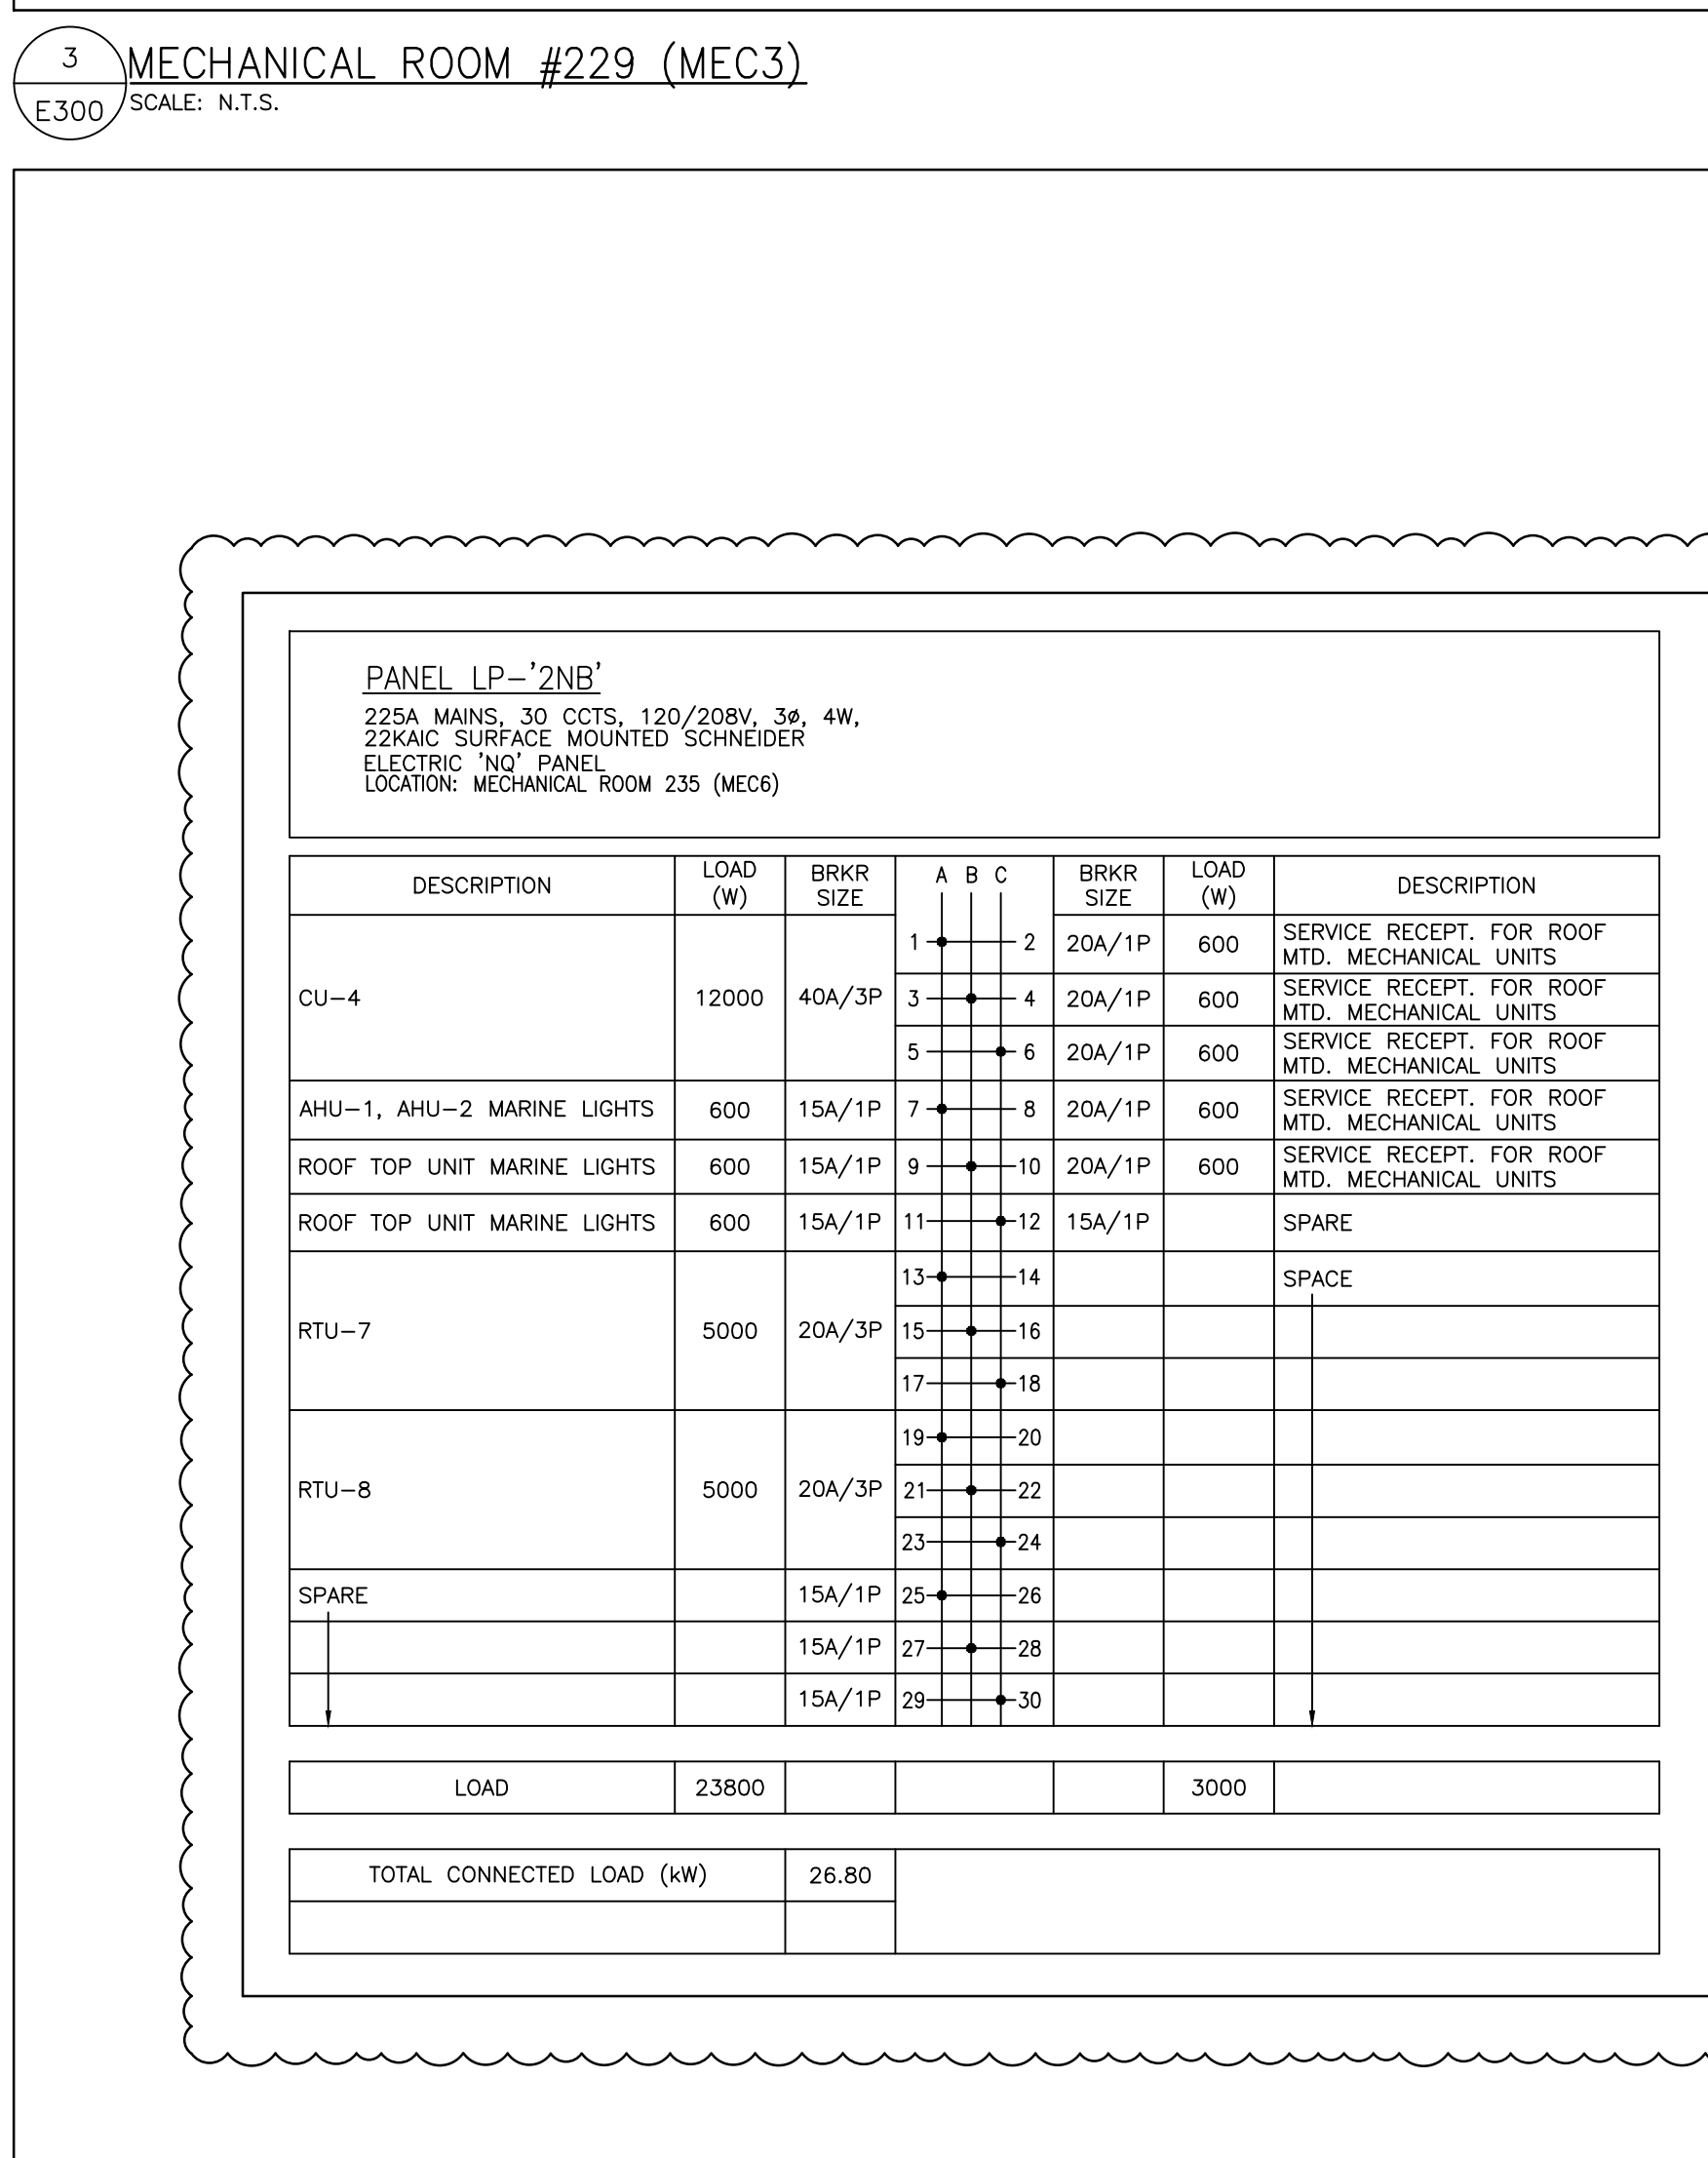 3
E300
MECHANICAL ROOM #229 (MEC3)
SCALE: N.T.S.
PANEL LP-'2NB'
225A MAINS, 30 CCTS, 120/208V, 3ø, 4W,
22KAIC SURFACE MOUNTED SCHNEIDER
ELECTRIC 'NQ' PANEL
LOCATION: MECHANICAL ROOM 235 (MEC6)
DESCRIPTION LOAD (W) BRKR SIZE A B C BRKR SIZE LOAD (W) DESCRIPTION
CU-4 12000 40A/3P
1 2 20A/1P 600 SERVICE RECEPT. FOR ROOF
MTD. MECHANICAL UNITS
3 4 20A/1P 600 SERVICE RECEPT. FOR ROOF
MTD. MECHANICAL UNITS
5 6 20A/1P 600 SERVICE RECEPT. FOR ROOF
MTD. MECHANICAL UNITS
AHU-1, AHU-2 MARINE LIGHTS 600 15A/1P 7 8 20A/1P 600 SERVICE RECEPT. FOR ROOF
MTD. MECHANICAL UNITS
ROOF TOP UNIT MARINE LIGHTS 600 15A/1P 9 10 20A/1P 600 SERVICE RECEPT. FOR ROOF
MTD. MECHANICAL UNITS
ROOF TOP UNIT MARINE LIGHTS 600 15A/1P 11 12 15A/1P SPARE
13 14 SPACE
RTU-7 5000 20A/3P 15 16
17 18
19 20
RTU-8 5000 20A/3P 21 22
23 24
SPARE 15A/1P 25 26
15A/1P 27 28
15A/1P 29 30
LOAD 23800 3000
TOTAL CONNECTED LOAD (kW) 26.80